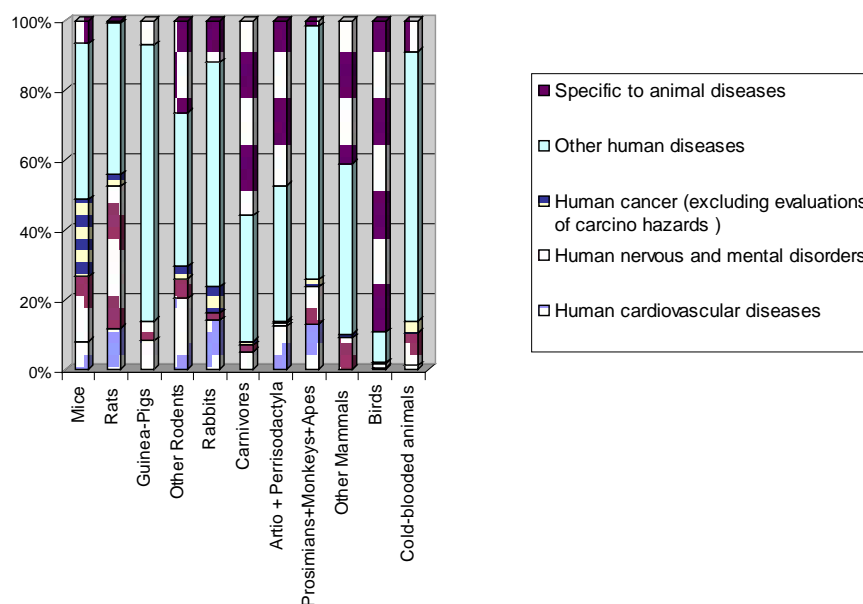 100%
80%
60%
40%
20%
0%
Mice
Rats
Guinea-Pigs
Other Rodents
Rabbits
Carnivores
Artio + Perrisodactyla
Prosimians+Monkeys+Apes
Other Mammals
Birds
Cold-blooded animals
Specific to animal diseases
Other human diseases
Human cancer (excluding evaluations
of carcino hazards )
Human nervous and mental disorders
Human cardiovascular diseases